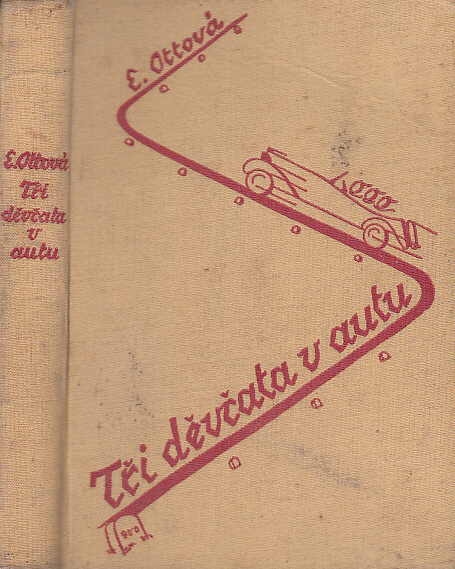 E. Ottová
Tři
děvčata
v
autu
E. Ottová
Tři děvčata v autu